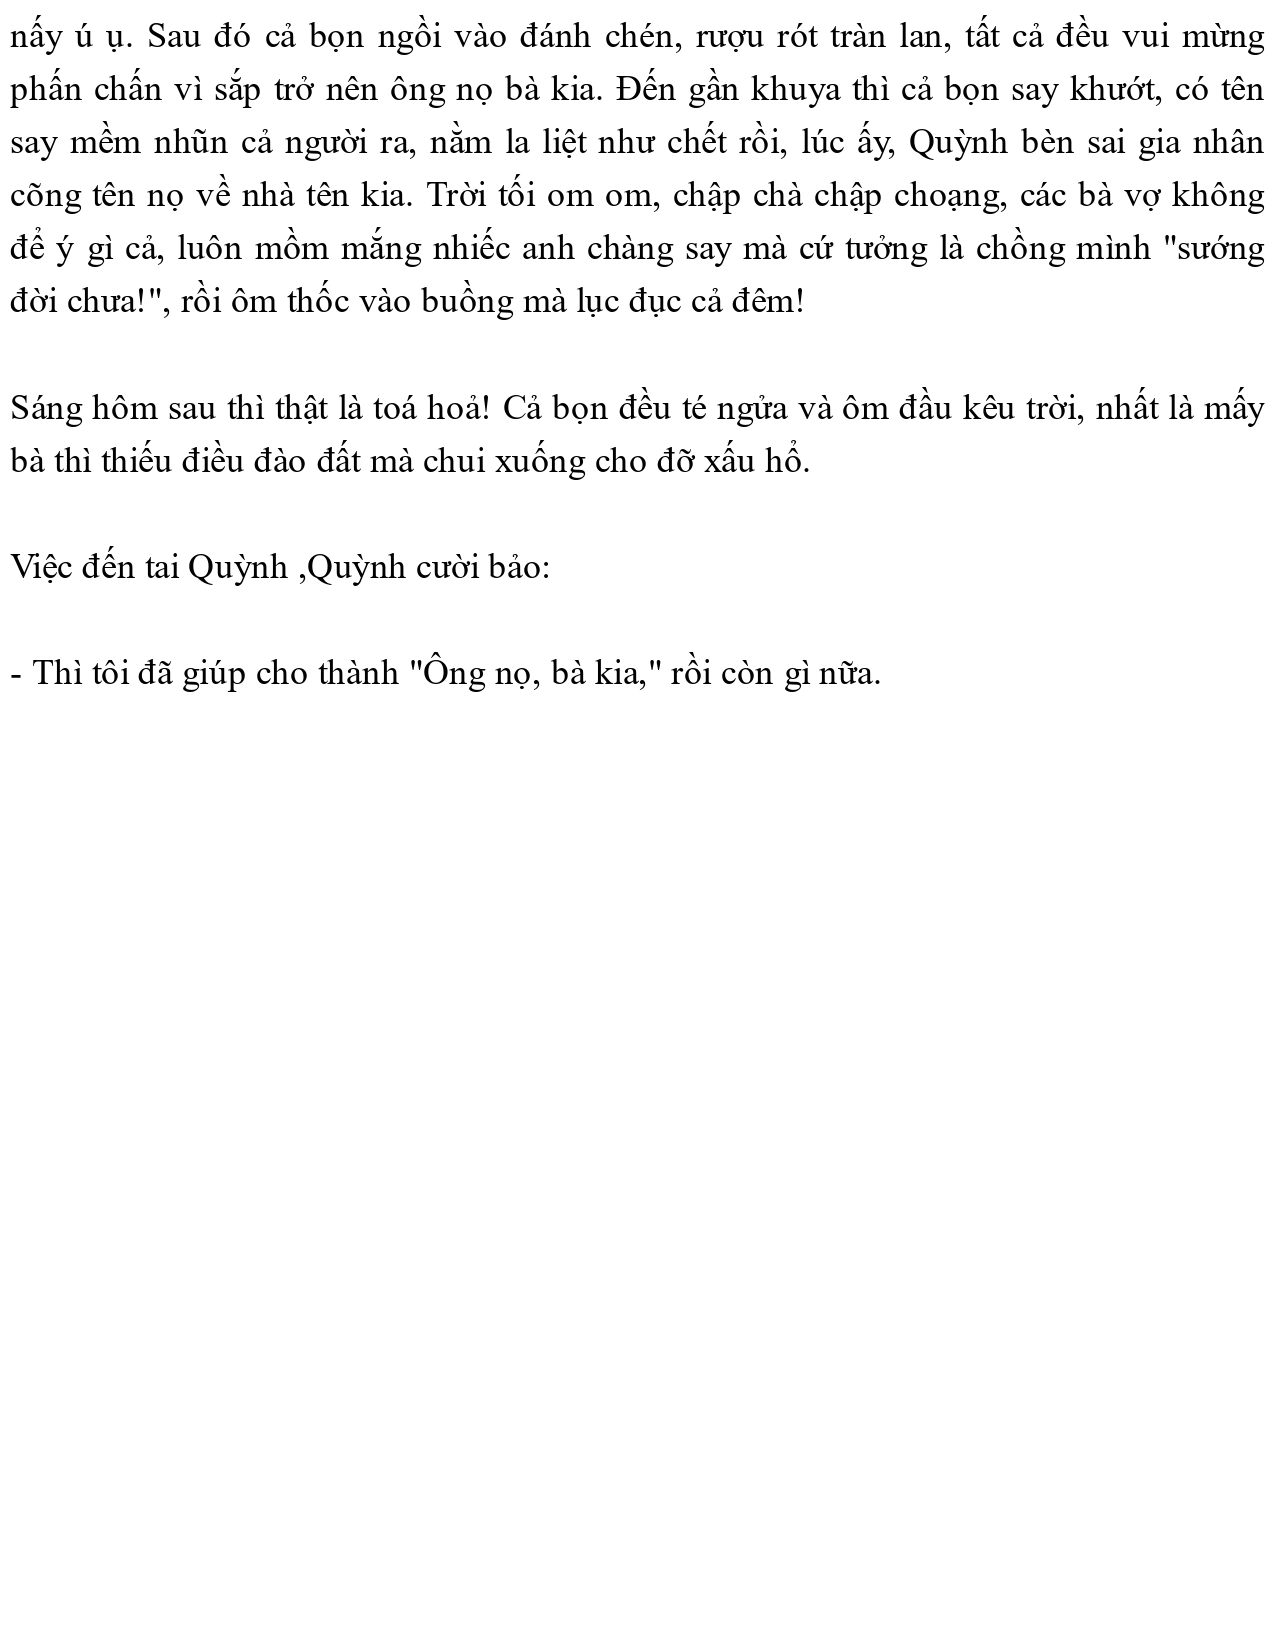 nấy ú ụ. Sau đó cả bọn ngồi vào đánh chén, rượu rót tràn lan, tất cả đều vui mừng
phấn chấn vì sắp trở nên ông nọ bà kia. Đến gần khuya thì cả bọn say khướt, có tên
say mềm nhũn cả người ra, nằm la liệt như chết rồi, lúc ấy, Quỳnh bèn sai gia nhân
cõng tên nọ về nhà tên kia. Trời tối om om, chập chà chập choạng, các bà vợ không
để ý gì cả, luôn mồm mắng nhiếc anh chàng say mà cứ tưởng là chồng mình "sướng
đời chưa!", rồi ôm thốc vào buồng mà lục đục cả đêm!
Sáng hôm sau thì thật là toá hoả! Cả bọn đều té ngửa và ôm đầu kêu trời, nhất là mấy
bà thì thiếu điều đào đất mà chui xuống cho đỡ xấu hổ.
Việc đến tai Quỳnh ,Quỳnh cười bảo:
- Thì tôi đã giúp cho thành "Ông nọ, bà kia," rồi còn gì nữa.